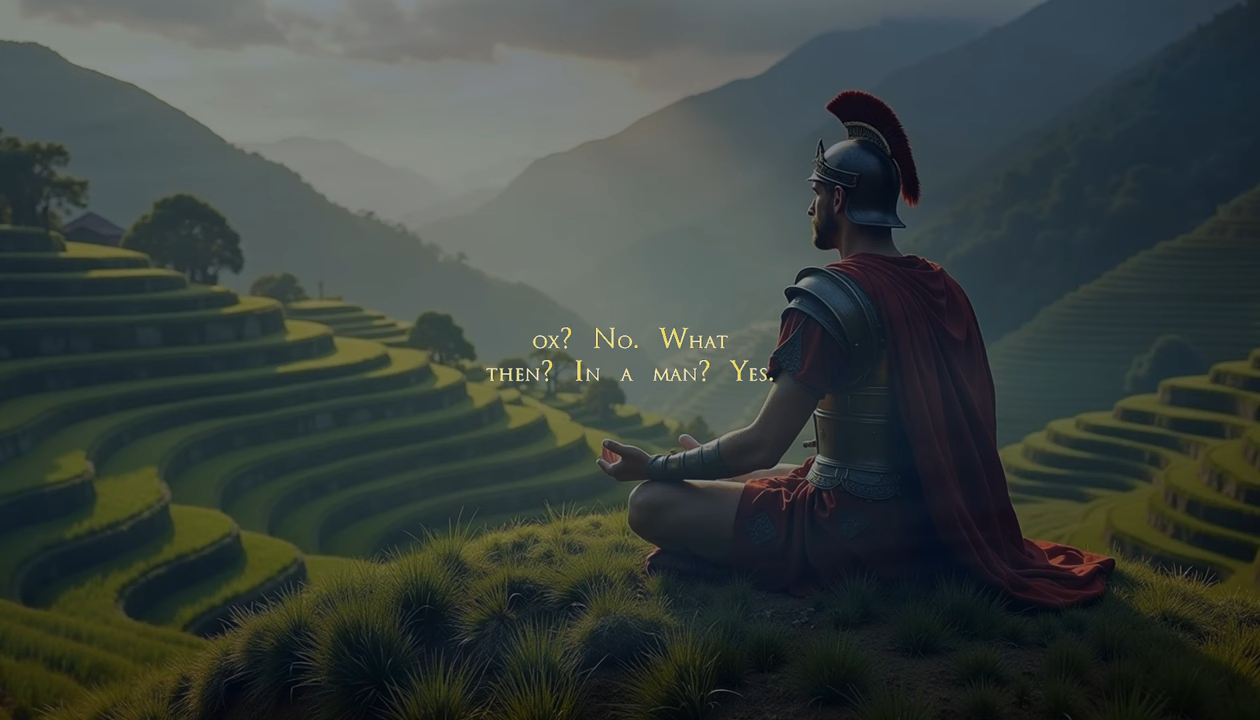 ox? No. What
then? In a man? Yes.